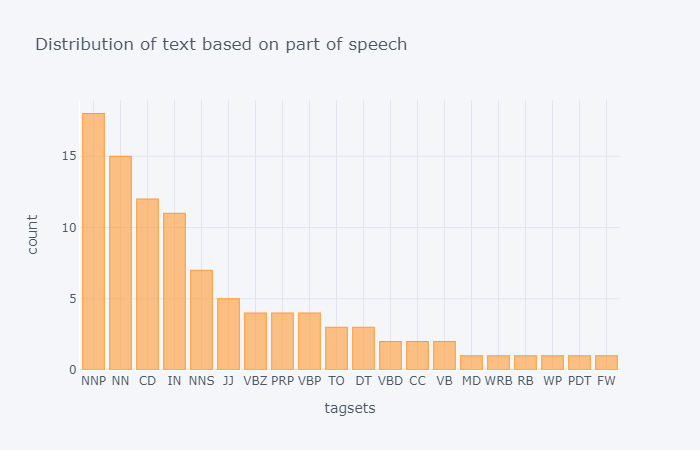 Distribution of text based on part of speech
count
15
10
5
0
NNP NN CD IN NNS JJ VBZ PRP VBP TO DT VBD CC VB MD WRB RB WP PDT FW
tagsets